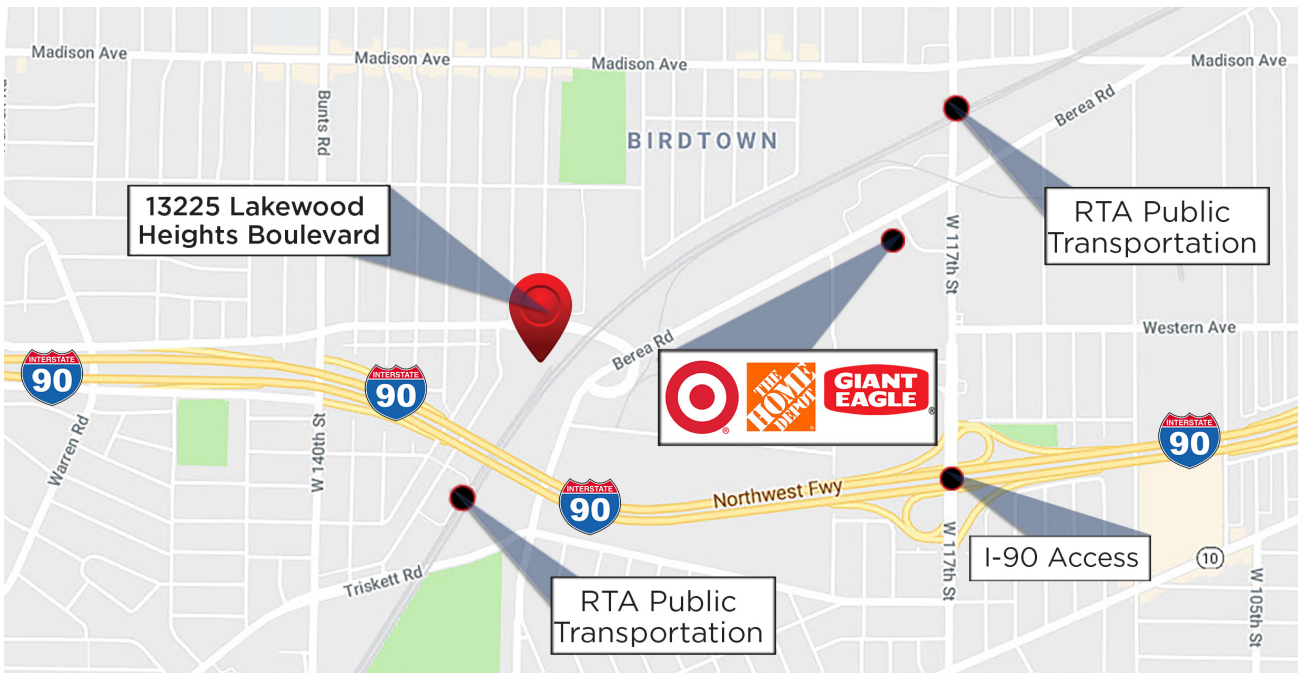 Madison Ave
Madison Ave
Madison Ave
Madison Ave
Bunts Rd
Berea Rd
BIRDTOWN
13225 Lakewood
Heights Boulevard
RTA Public
Transportation
W 117th St
Western Ave
Berea Rd
INTERSTATE
90
INTERSTATE
90
THE
HOME
DEPOT
GIANT
EAGLE
®
®
INTERSTATE
90
Warren Rd
W 140th St
INTERSTATE
90
Northwest Fwy
I-90 Access
W 117th St
10
Triskett Rd
RTA Public
Transportation
W 105th St